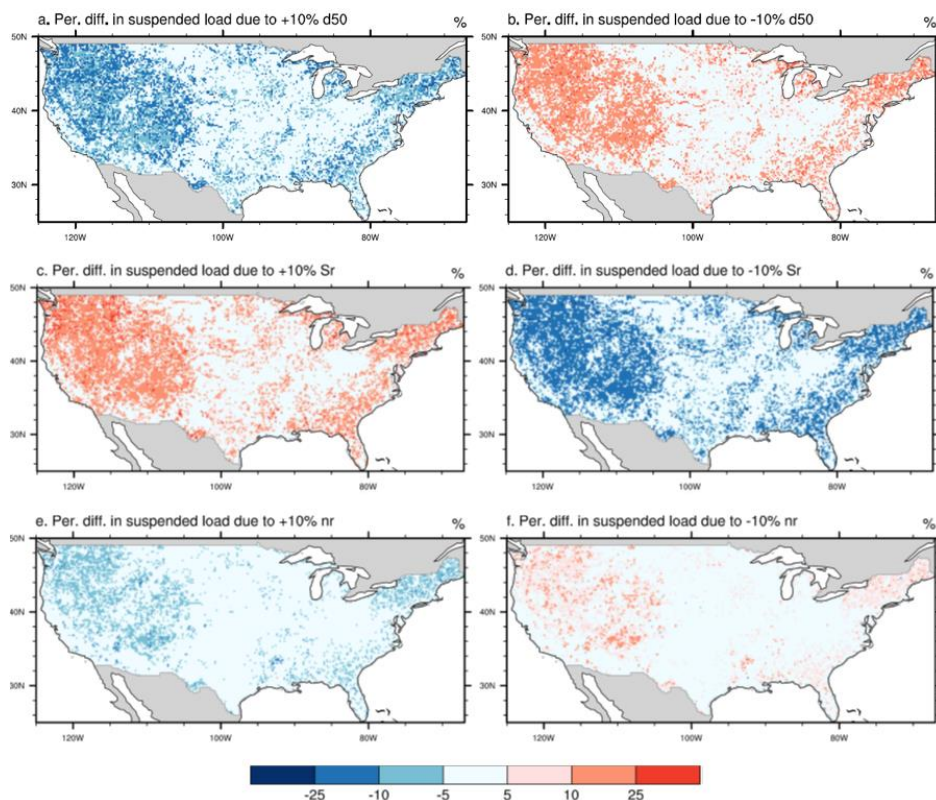 a. Per. diff. in suspended load due to +10% d50 %
b. Per. diff. in suspended load due to -10% d50 %
50N
40N
30N
120W 100W 80W
50N
40N
30N
120W 100W 80W
c. Per. diff. in suspended load due to +10% Sr %
d. Per. diff. in suspended load due to -10% Sr %
50N
40N
30N
120W 100W 80W
50N
40N
30N
120W 100W 80W
e. Per. diff. in suspended load due to +10% nr %
f. Per. diff. in suspended load due to -10% nr %
50N
40N
30N
120W 100W 80W
50N
40N
30N
120W 100W 80W
-25 -10 -5 5 10 25